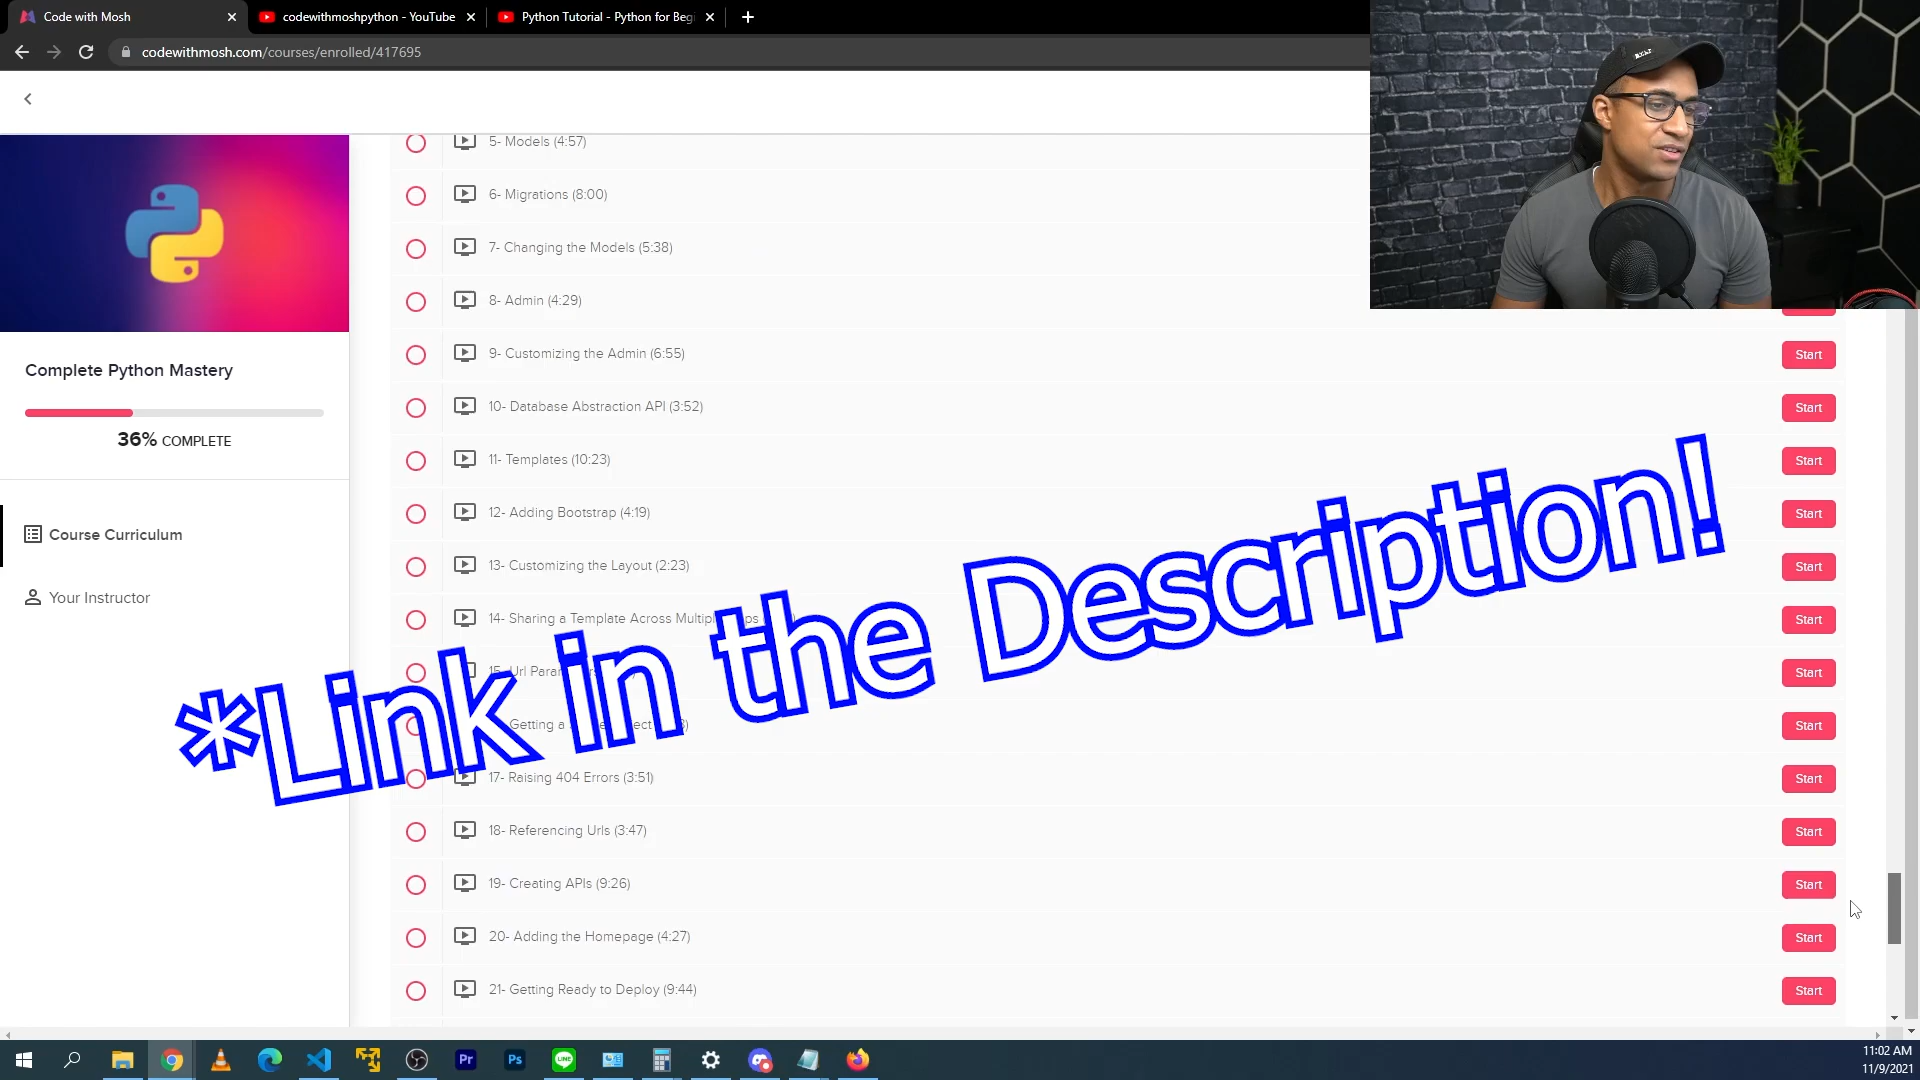 Code with Mosh
codewithmoshpython - YouTube
Python Tutorial - Python for Beg
codewithmosh.com/courses/enrolled/417695
Complete Python Mastery
36% COMPLETE
Course Curriculum
Your Instructor
5- Models (4:57)
6- Migrations (8:00)
7- Changing the Models (5:38)
8- Admin (4:29)
9- Customizing the Admin (6:55)
Start
10- Database Abstraction API (3:52)
Start
11- Templates (10:23)
Start
12- Adding Bootstrap (4:19)
Start
13- Customizing the Layout (2:23)
Start
14- Sharing a Template Across
Start
Url
Start
Getting a
Start
17- Raising 404 Errors (3:51)
Start
18- Referencing Urls (3:47)
Start
19- Creating APIs (9:26)
Start
20- Adding the Homepage (4:27)
Start
21- Getting Ready to Deploy (9:44)
Start
*Link in the Description!
Pr
Ps
LINE
11:02 AM
11/9/2021